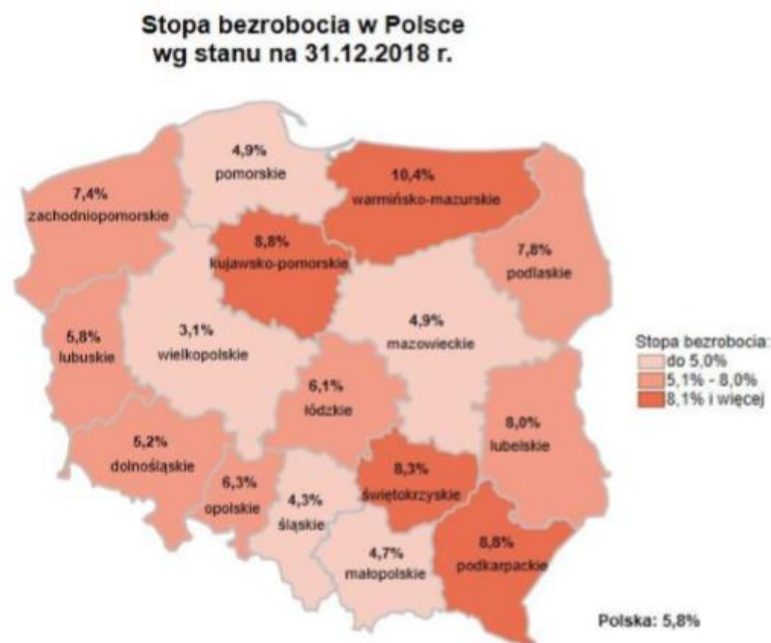 Stopa bezrobocia w Polsce
wg stanu na 31.12.2018 r.
4,9%
pomorskie
10,4%
warmińsko-mazurskie
7,4%
zachodniopomorskie
8,8%
kujawsko-pomorskie
7,8%
podlaskie
5,8%
lubuskie
3,1%
wielkopolskie
4,9%
mazowieckie
Stopa bezrobocia:
do 5,0%
5,1% - 8,0%
8,1% i więcej
6,1%
łódzkie
8,0%
lubelskie
5,2%
dolnośląskie
6,3%
opolskie
4,3%
śląskie
8,3%
świętokrzyskie
4,7%
małopolskie
8,8%
podkarpackie
Polska: 5,8%